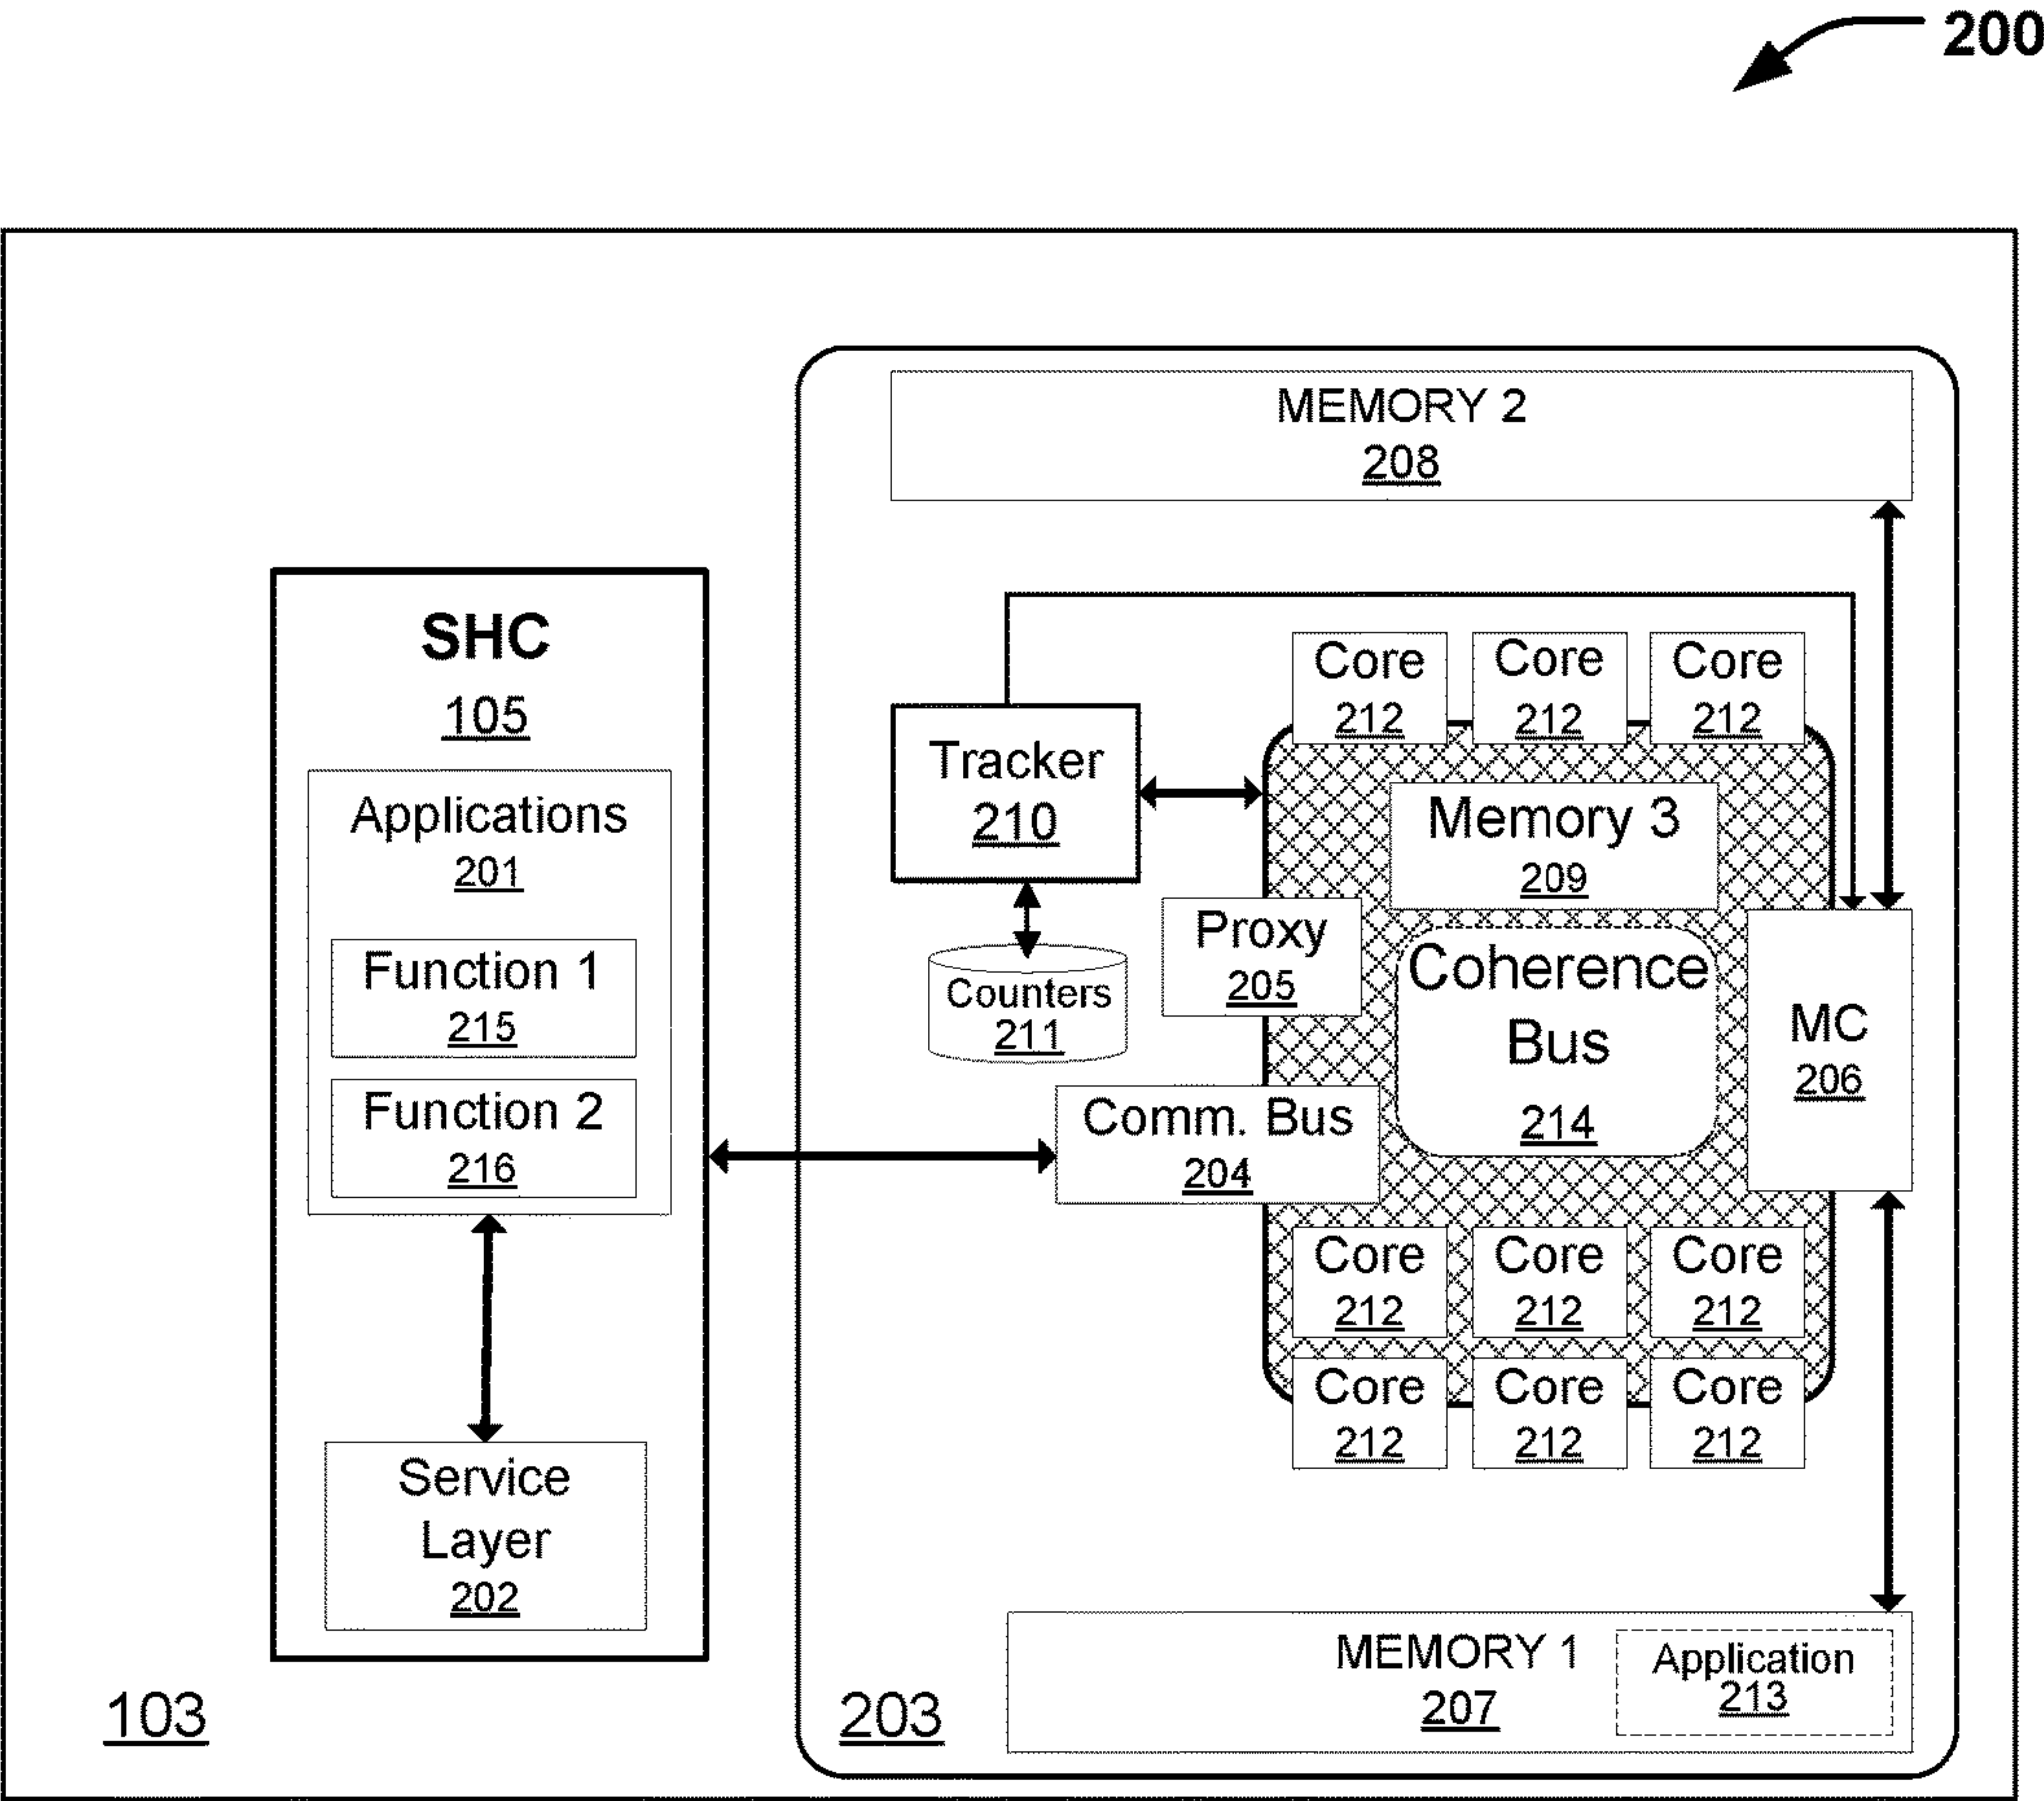 200
MEMORY 2
208
SHC
105
Applications
201
Function 1
215
Function 2
216
Service
Layer
202
103
Tracker
210
Counters
211
Core
212
Core
212
Core
212
Memory 3
209
Proxy
205
Coherence
Bus
214
MC
206
Comm. Bus
204
Core
212
Core
212
Core
212
Core
212
Core
212
Core
212
203
MEMORY 1
207
Application
213